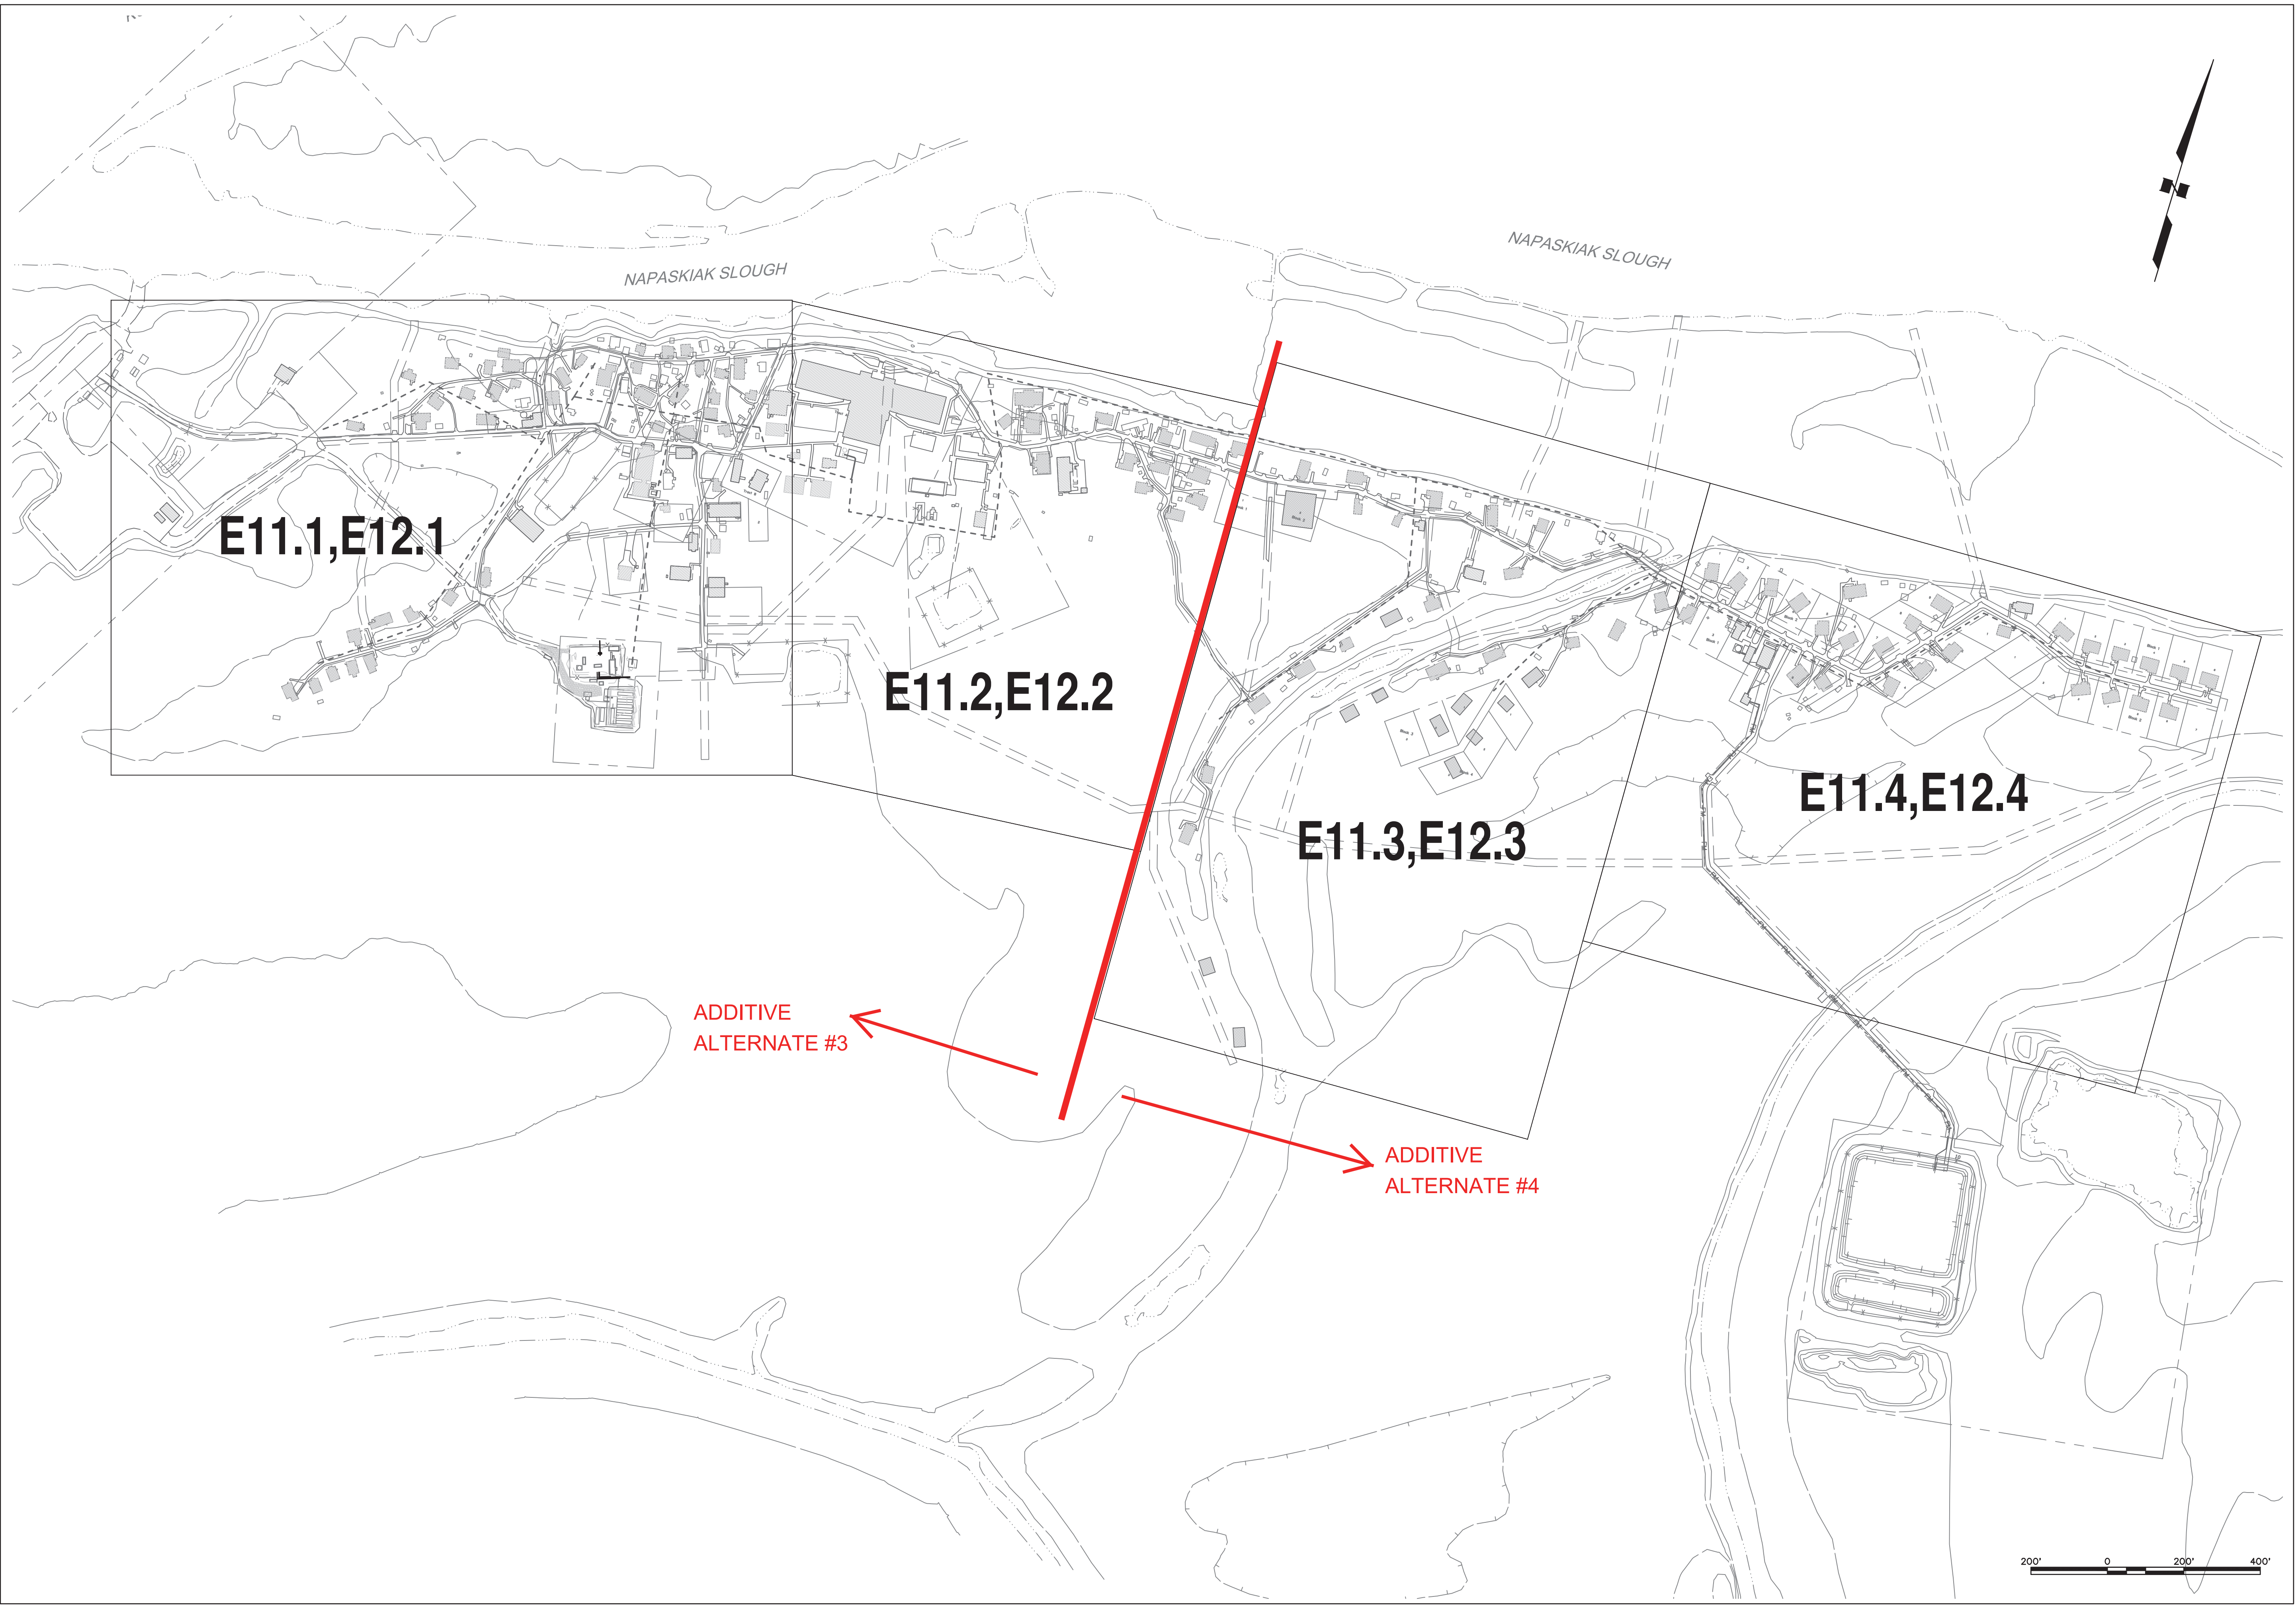 NAPASKIAK SLOUGH
NAPASKIAK SLOUGH
E11.1,E12.1
E11.2,E12.2
E11.3,E12.3
E11.4,E12.4
ADDITIVE
ALTERNATE #3
ADDITIVE
ALTERNATE #4
200' 0 200' 400'